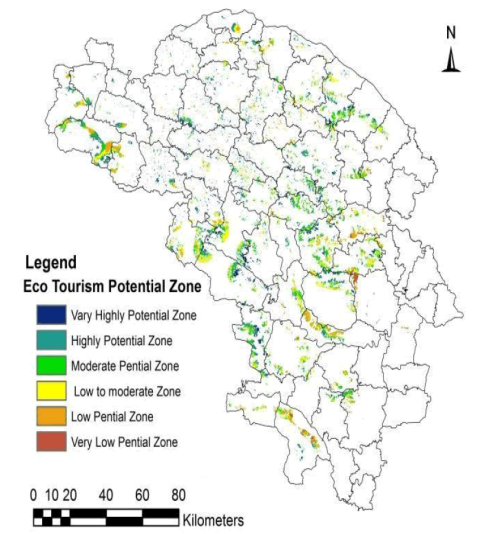 N
Legend
Eco Tourism Potential Zone
Vary Highly Potential Zone
Highly Potential Zone
Moderate Pential Zone
Low to moderate Zone
Low Pential Zone
Very Low Pential Zone
0 10 20 40 60 80
Kilometers